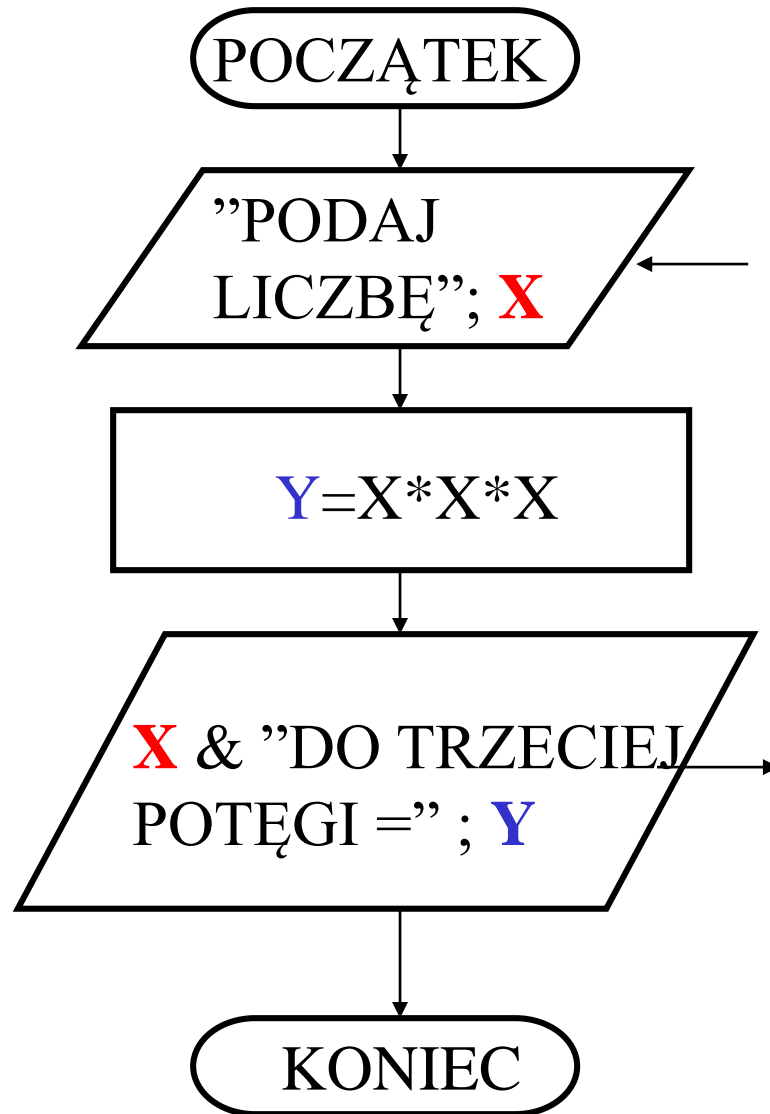 POCZĄTEK
”PODAJ
LICZBĘ”; X
Y=X*X*X
X & ”DO TRZECIEJ
POTĘGI =” ; Y
KONIEC